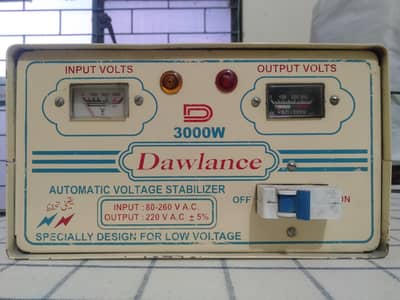 INPUT VOLTS
OUTPUT VOLTS
3000W
Dawlance
AUTOMATIC VOLTAGE STABILIZER
OFF
ON
INPUT : 80-260 V A.C.
OUTPUT : 220 V A.C ± 5%
SPECIALLY DESIGN FOR LOW VOLTAGE